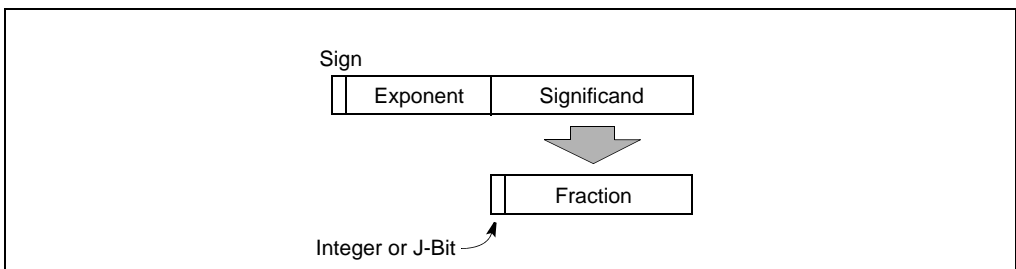 Sign
Exponent Significand
Fraction
Integer or J-Bit